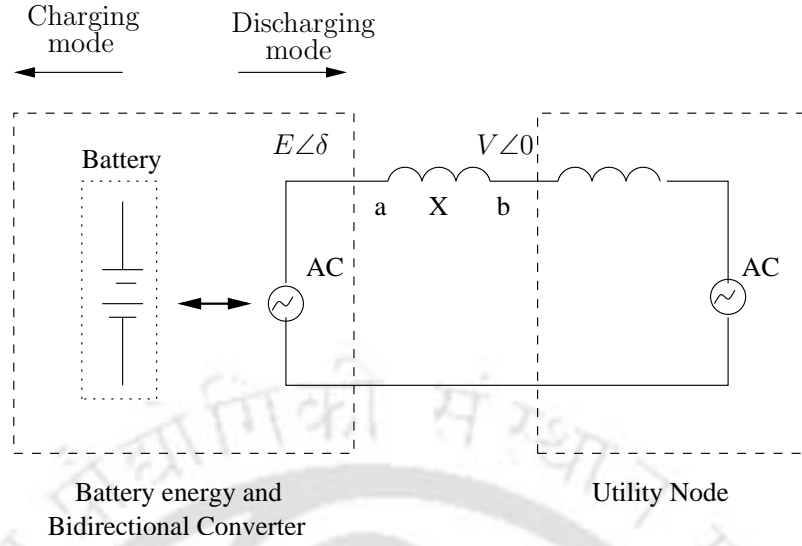 Charging
mode
Discharging
mode
Battery
E∠δ
V∠0
a
X
b
AC
AC
Battery energy and
Bidirectional Converter
Utility Node